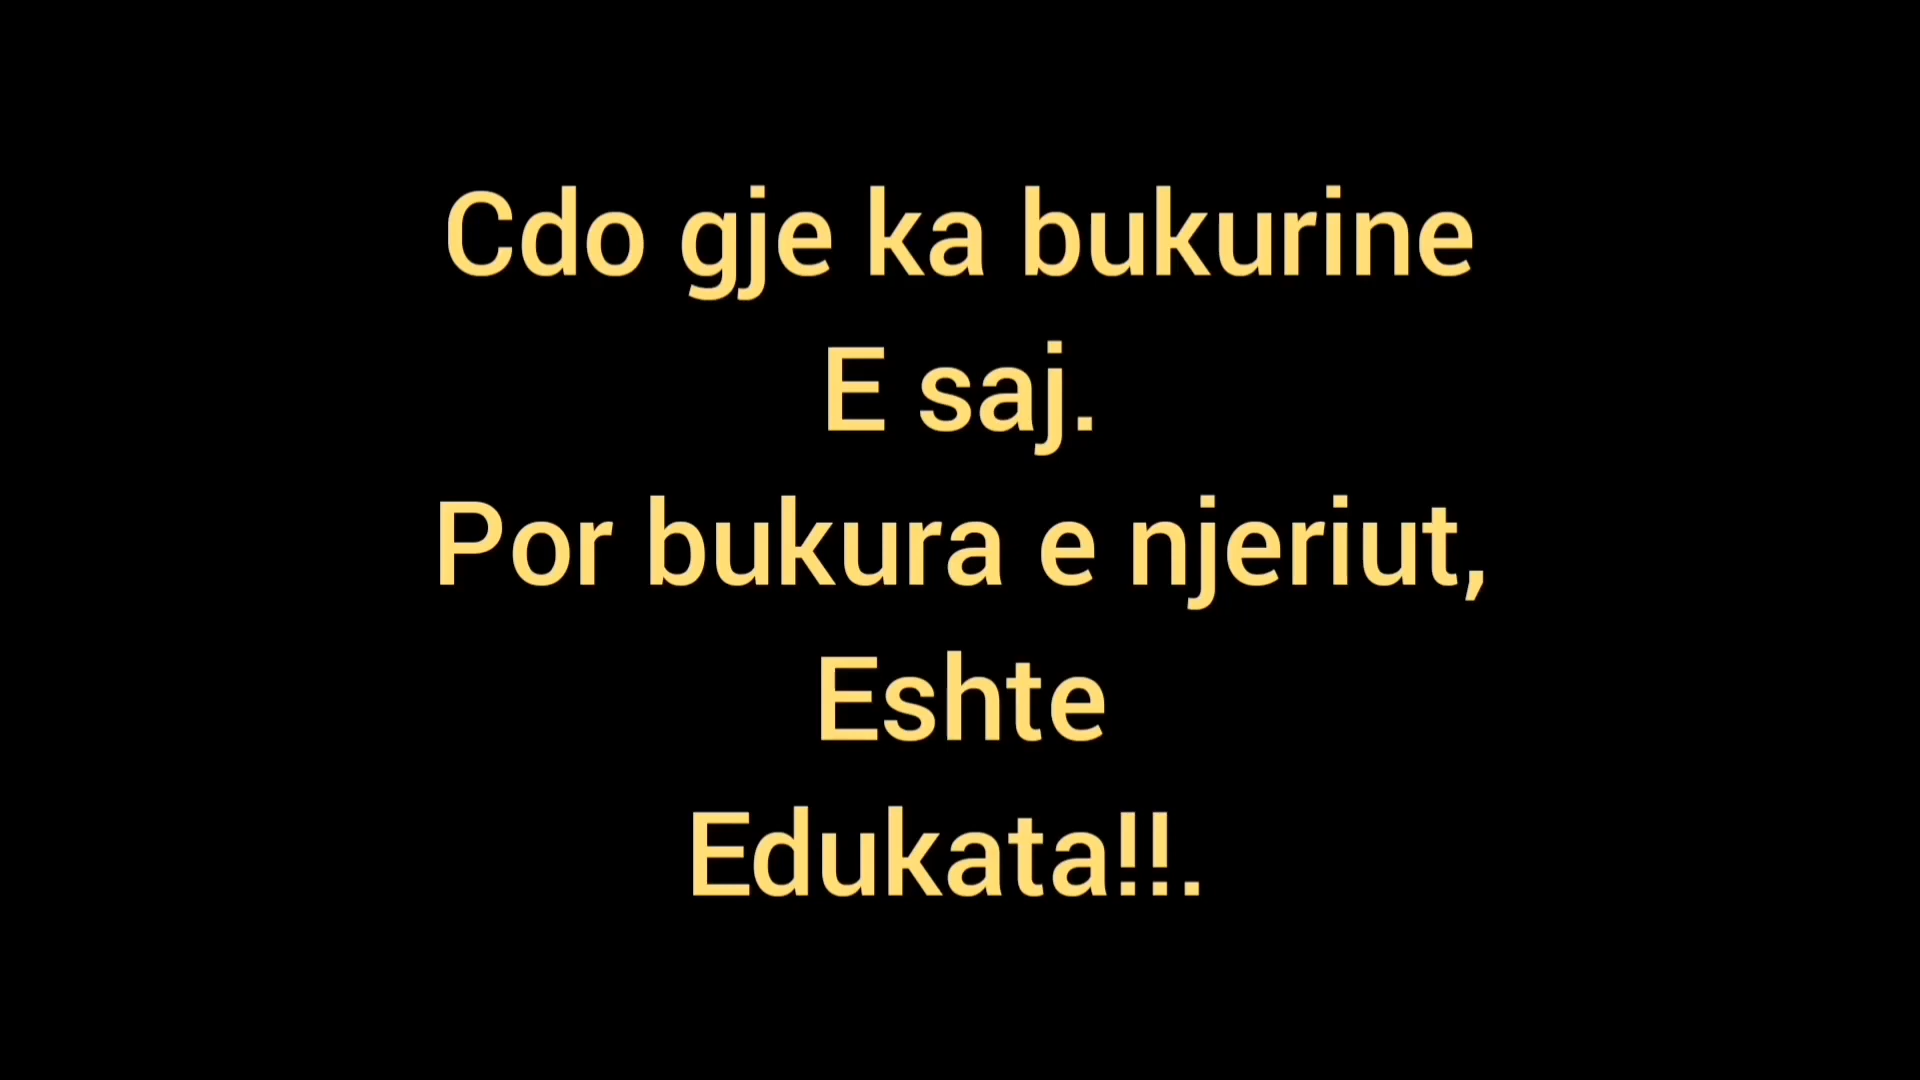 Cdo gje ka bukurine
E saj.
Por bukura e njeriut,
Eshte
Edukata!!.